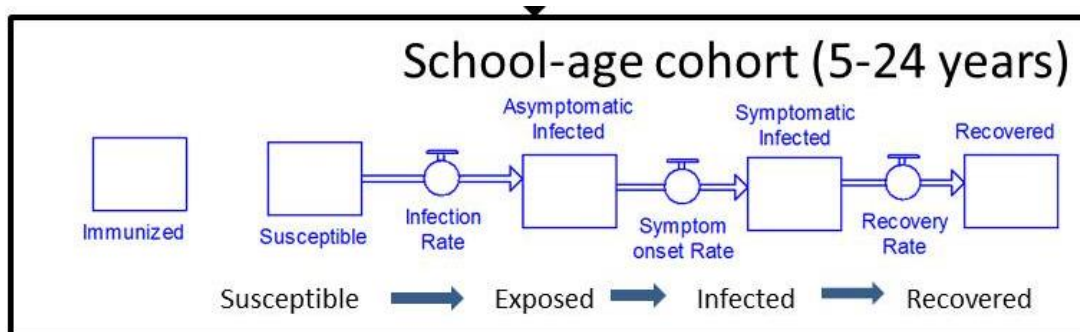 School-age cohort (5-24 years)
Asymptomatic
Infected
Symptomatic
Infected
Recovered
Immunized
Susceptible
Infection
Rate
Symptom
onset Rate
Recovery
Rate
Susceptible
Exposed
Infected
Recovered